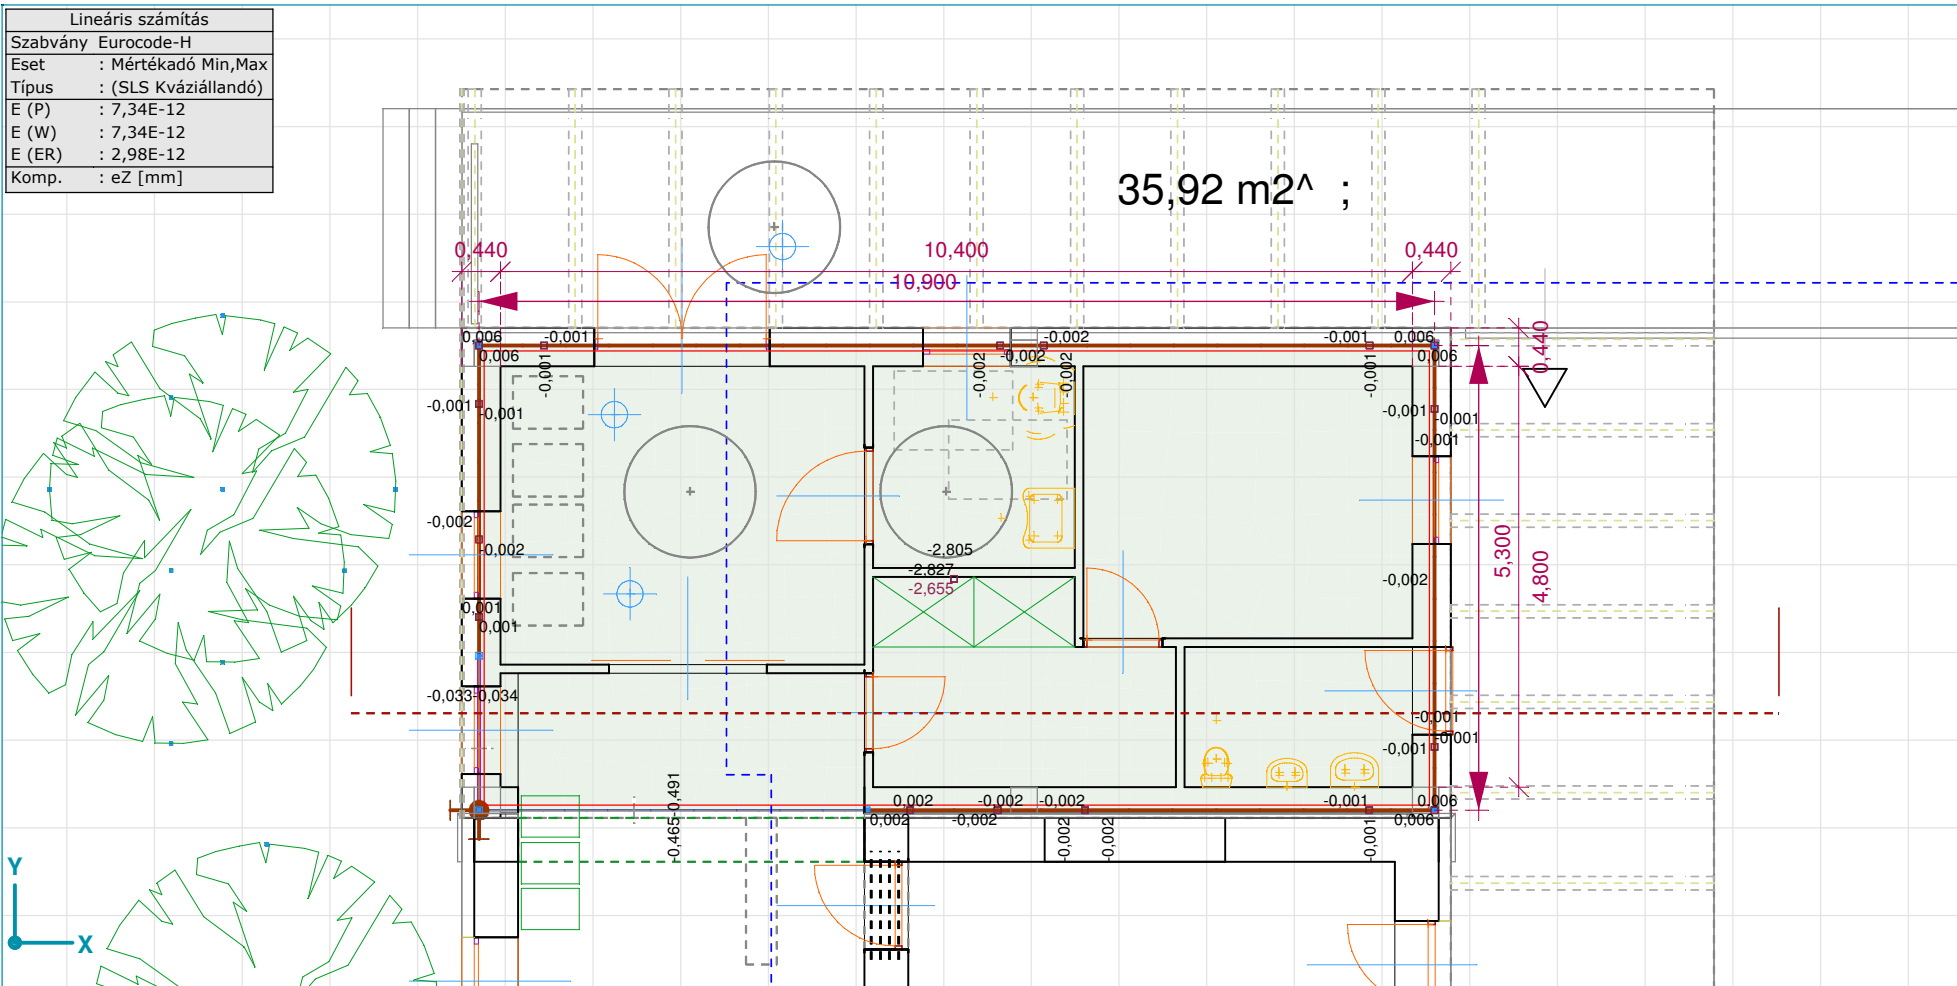 Lineáris számítás
Szabvány Eurocode-H
Eset : Mértékadó Min,Max
Típus : (SLS Kváziállandó)
E (P) : 7,34E-12
E (W) : 7,34E-12
E (ER) : 2,98E-12
Komp. : eZ [mm]
35,92 m2^ ;
0,440 10,400 0,440
10,900
0,006 -0,001 -0,002 -0,001 0,006
0,006 -0,002 0,006
-0,001 -0,002 -0,002 -0,001
0,440
-0,001 -0,001 -0,001 -0,001
-0,001
-0,002
-0,002
-2,805
-2,827
-2,655
-0,002
5,300
4,800
0,001
0,001
-0,033 -0,034
-0,001
-0,001 -0,001
0,002 -0,002 -0,002 -0,001 0,006
0,002 -0,002 0,006
-0,465 -0,491
-0,002 -0,002 -0,001
Y
X